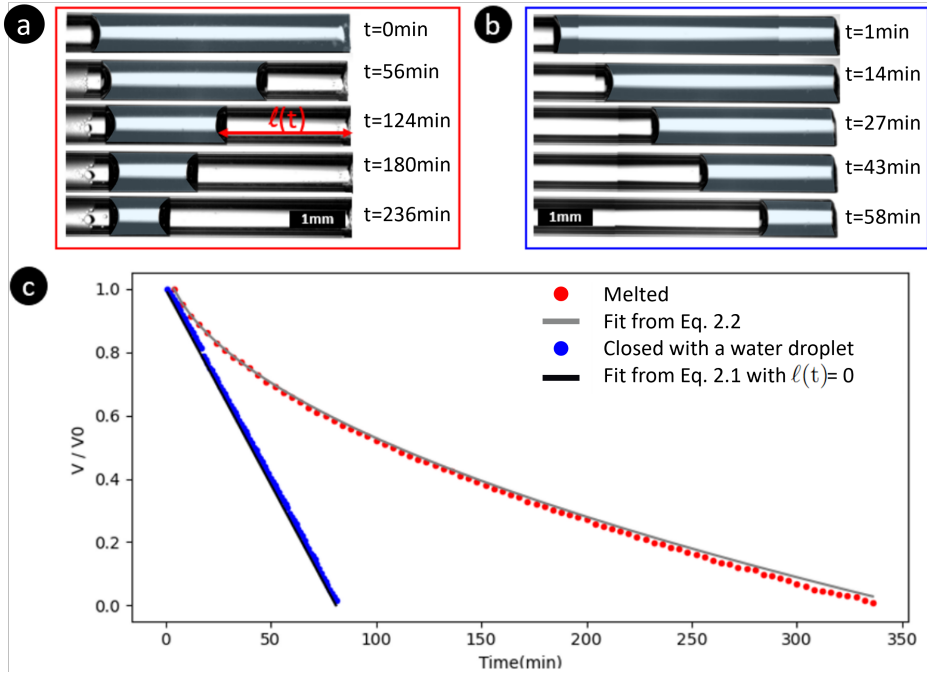 a
t=0min
t=56min
ℓ(t)
t=124min
t=180min
1mm
t=236min
b
t=1min
t=14min
t=27min
t=43min
1mm
t=58min
c
Melted
Fit from Eq. 2.2
Closed with a water droplet
Fit from Eq. 2.1 with ℓ(t)= 0
V / V0
1.0
0.8
0.6
0.4
0.2
0.0
0 50 100 150 200 250 300 350
Time(min)